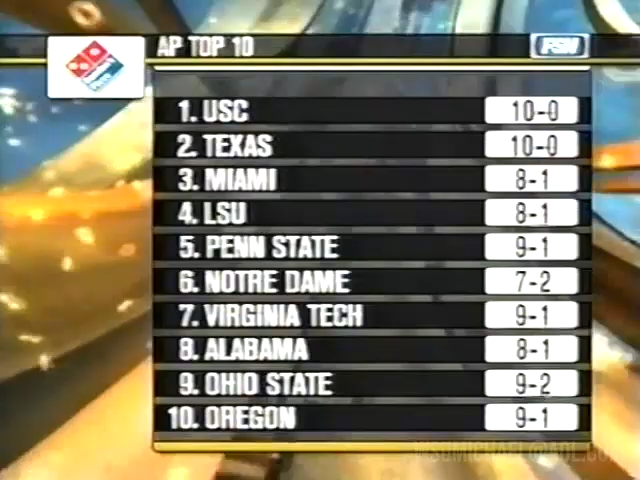 AP TOP 10
FSN
1. USC 10-0
2. TEXAS 10-0
3. MIAMI 8-1
4. LSU 8-1
5. PENN STATE 9-1
6. NOTRE DAME 7-2
7. VIRGINIA TECH 9-1
8. ALABAMA 8-1
9. OHIO STATE 9-2
10. OREGON 9-1